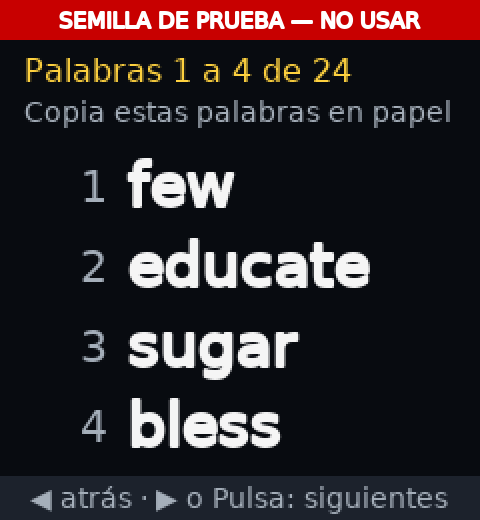 SEMILLA DE PRUEBA — NO USAR
Palabras 1 a 4 de 24
Copia estas palabras en papel
1 few
2 educate
3 sugar
4 bless
◀ atrás · ▶ o Pulsa: siguientes